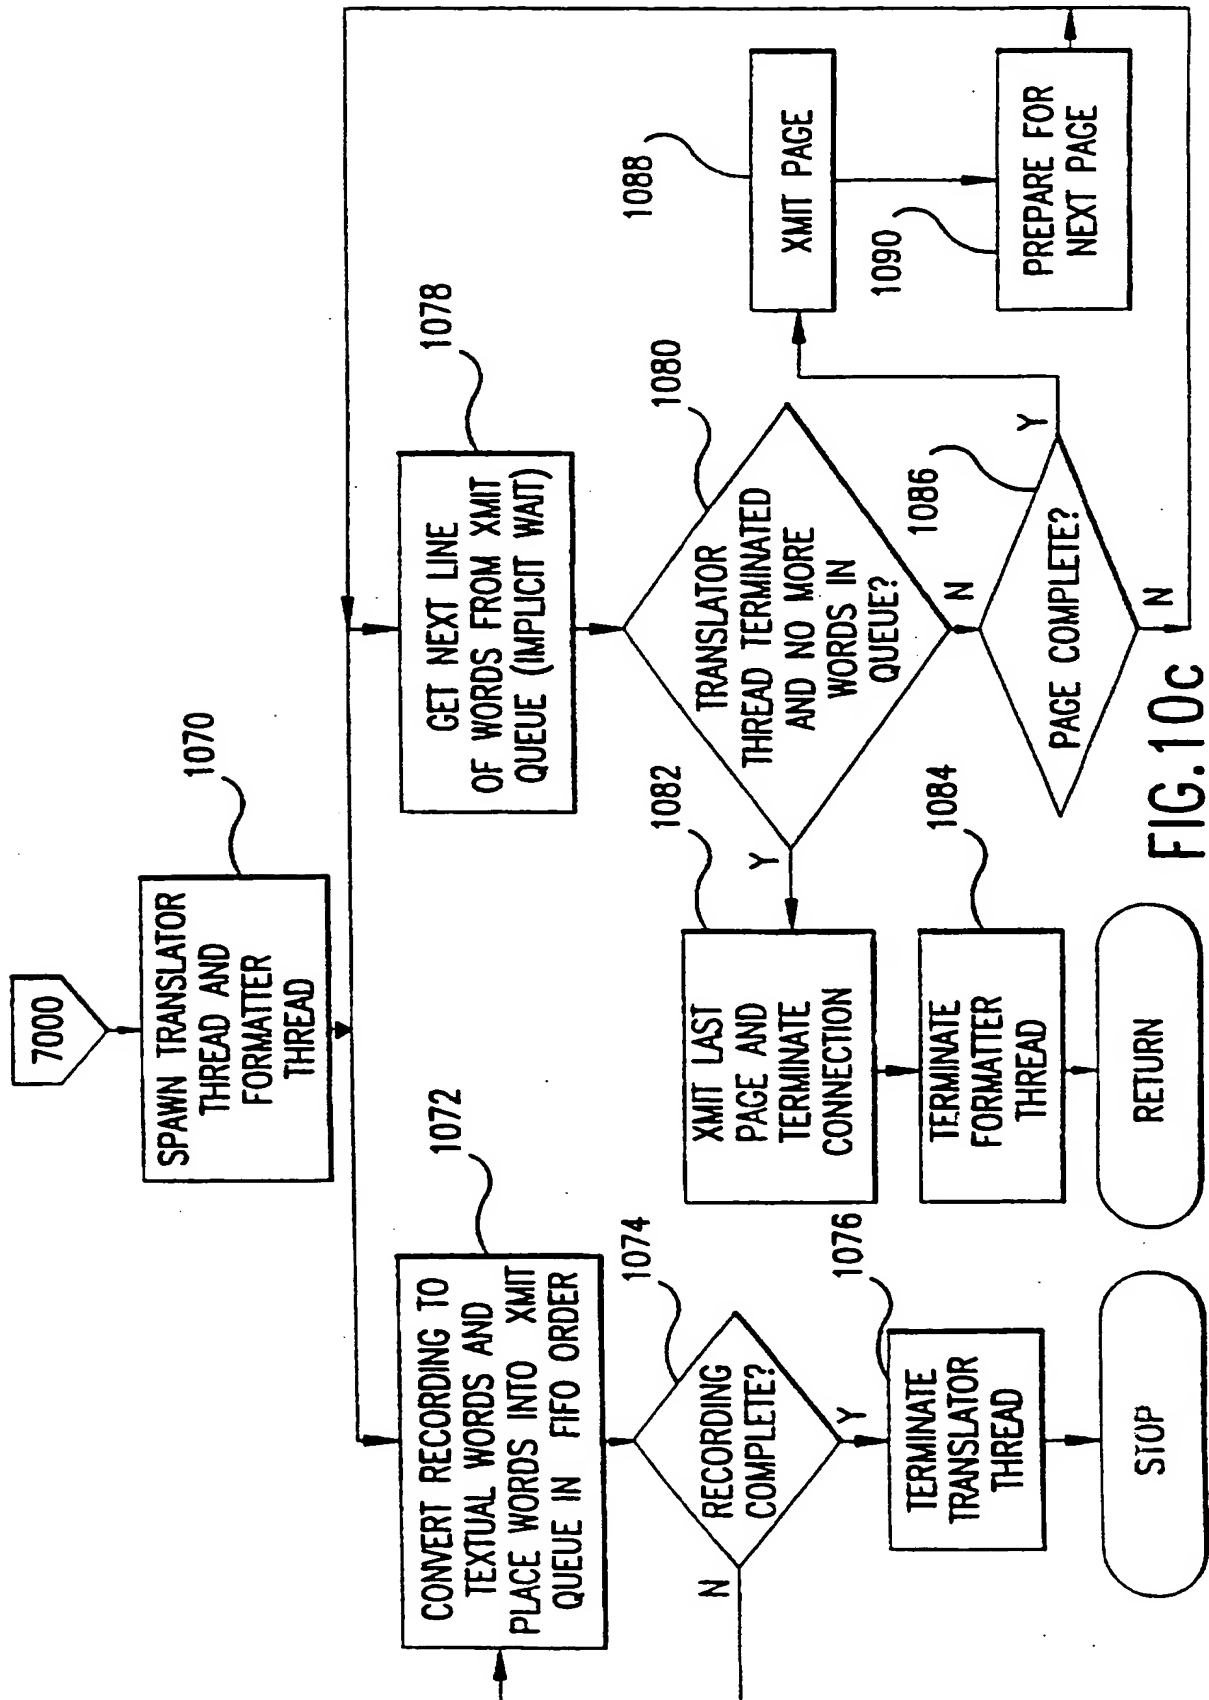 7000
SPAWN TRANSLATOR
THREAD AND
FORMATTER
THREAD
1070
CONVERT RECORDING TO
TEXTUAL WORDS AND
PLACE WORDS INTO XMIT
QUEUE IN FIFO ORDER
1072
RECORDING
COMPLETE?
1074
N
Y
TERMINATE
TRANSLATOR
THREAD
1076
STOP
GET NEXT LINE
OF WORDS FROM XMIT
QUEUE (IMPLICIT WAIT)
1078
TRANSLATOR
THREAD TERMINATED
AND NO MORE
WORDS IN
QUEUE?
1080
Y
N
XMIT LAST
PAGE AND
TERMINATE
CONNECTION
1082
TERMINATE
FORMATTER
THREAD
1084
RETURN
PAGE COMPLETE?
1086
Y
N
XMIT PAGE
1088
PREPARE FOR
NEXT PAGE
1090
FIG.10c